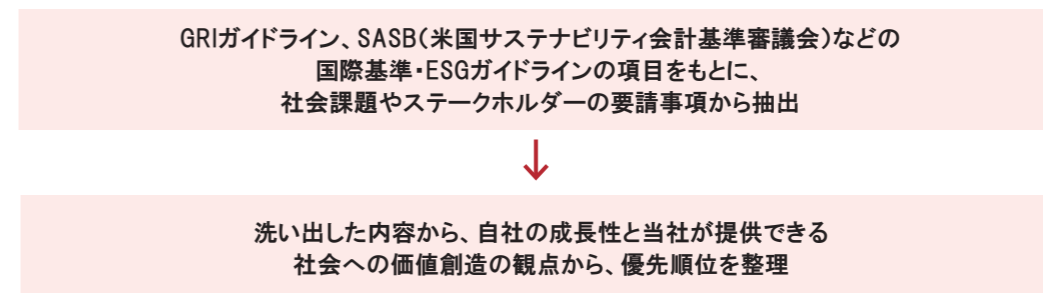 GRIガイドライン、SASB（米国サステナビリティ会計基準審議会）などの
国際基準・ESGガイドラインの項目をもとに、
社会課題やステークホルダーの要請事項から抽出
↓
洗い出した内容から、自社の成長性と当社が提供できる
社会への価値創造の観点から、優先順位を整理